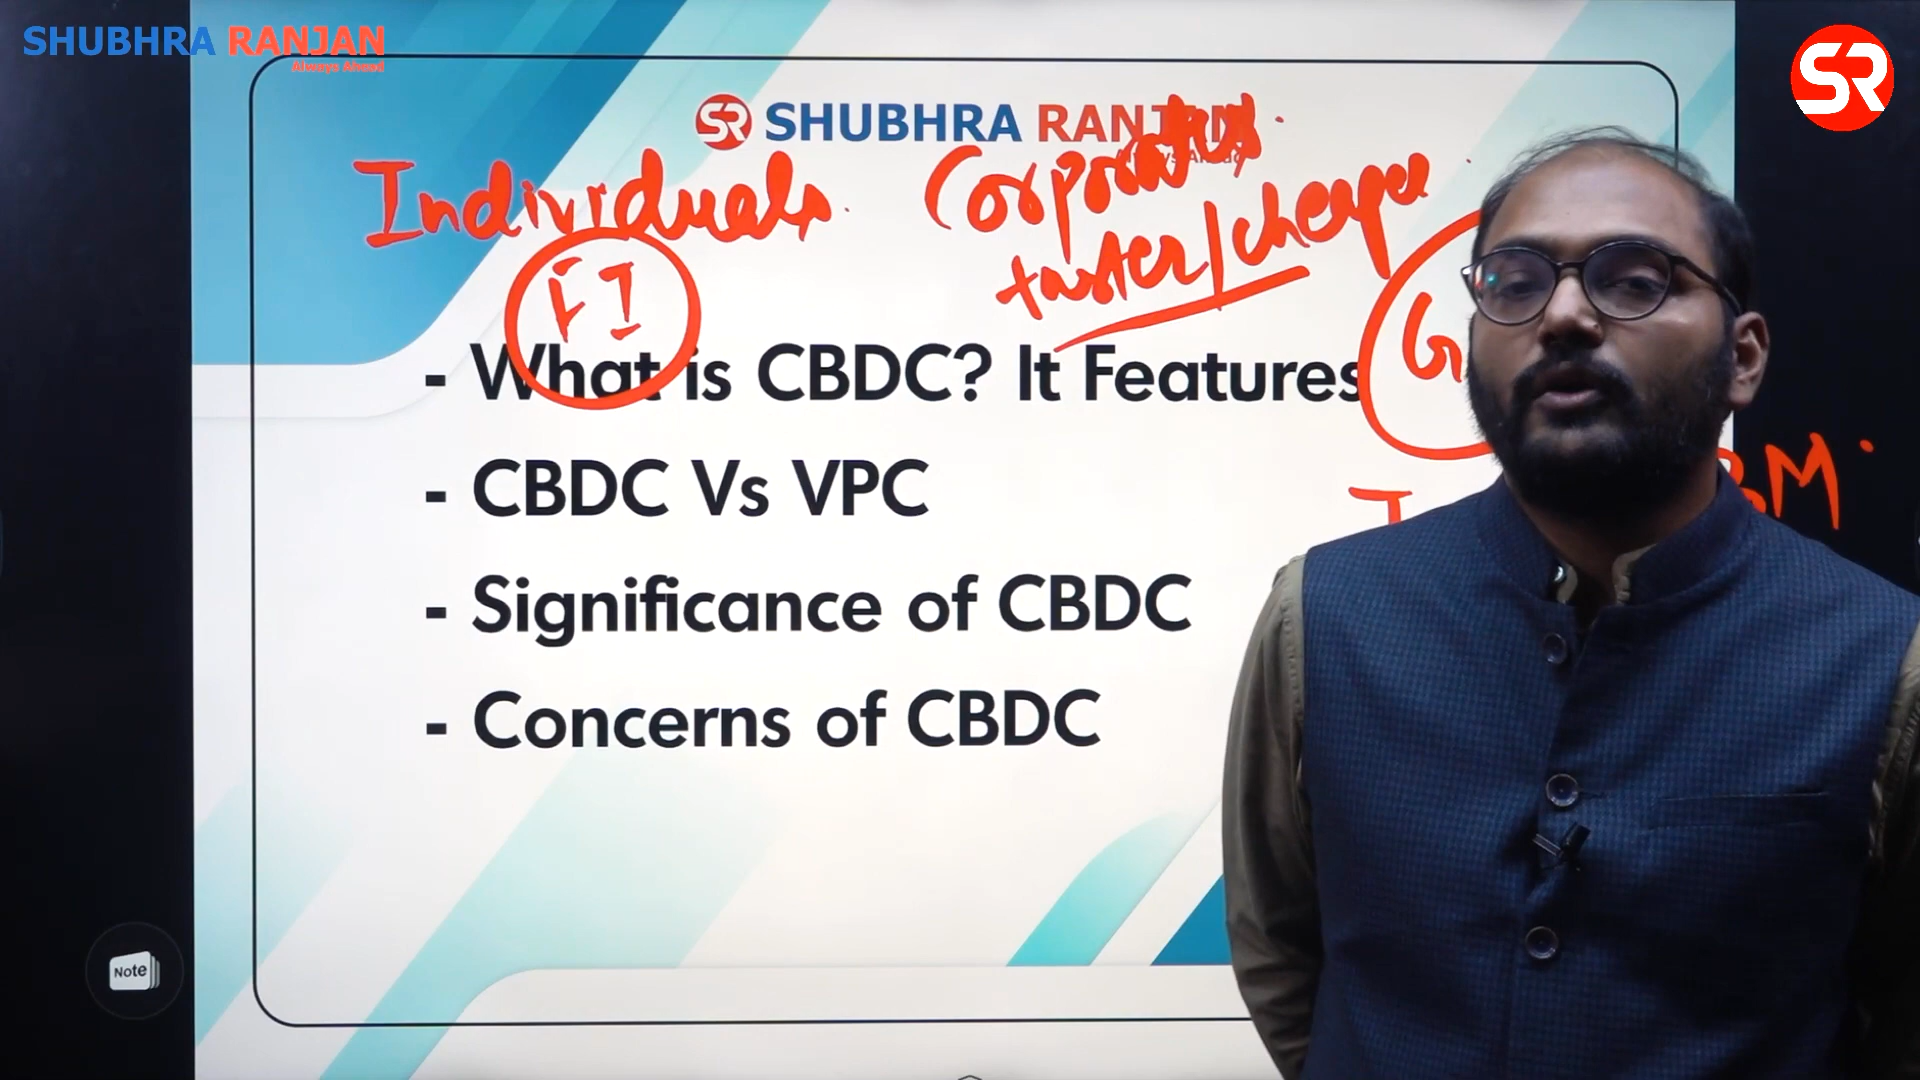 SHUBHRA RANJAN
Always Ahead
SR
SR SHUBHRA RANJAN
Individuals. Corporates.
faster/cheaper
FI
- What is CBDC? It Features
- CBDC Vs VPC
- Significance of CBDC
- Concerns of CBDC
Note